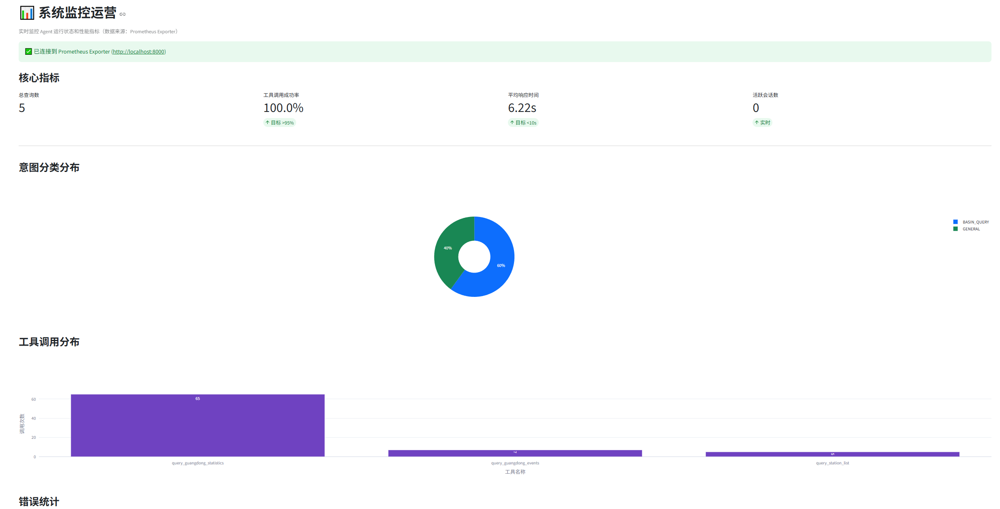 系统监控运营
实时监控 Agent 运行状态和性能指标（数据来源：Prometheus Exporter）
已连接到 Prometheus Exporter (http://localhost:8000)
核心指标
总查询数
5
工具调用成功率
100.0%
↑ 目标 >95%
平均响应时间
6.22s
↑ 目标 <10s
活跃会话数
0
↑ 实时
意图分类分布
40%
60%
BASIN_QUERY
GENERAL
工具调用分布
调用次数
60
40
20
0
65
7
5
query_guangdong_statistics
query_guangdong_events
query_station_list
工具名称
错误统计